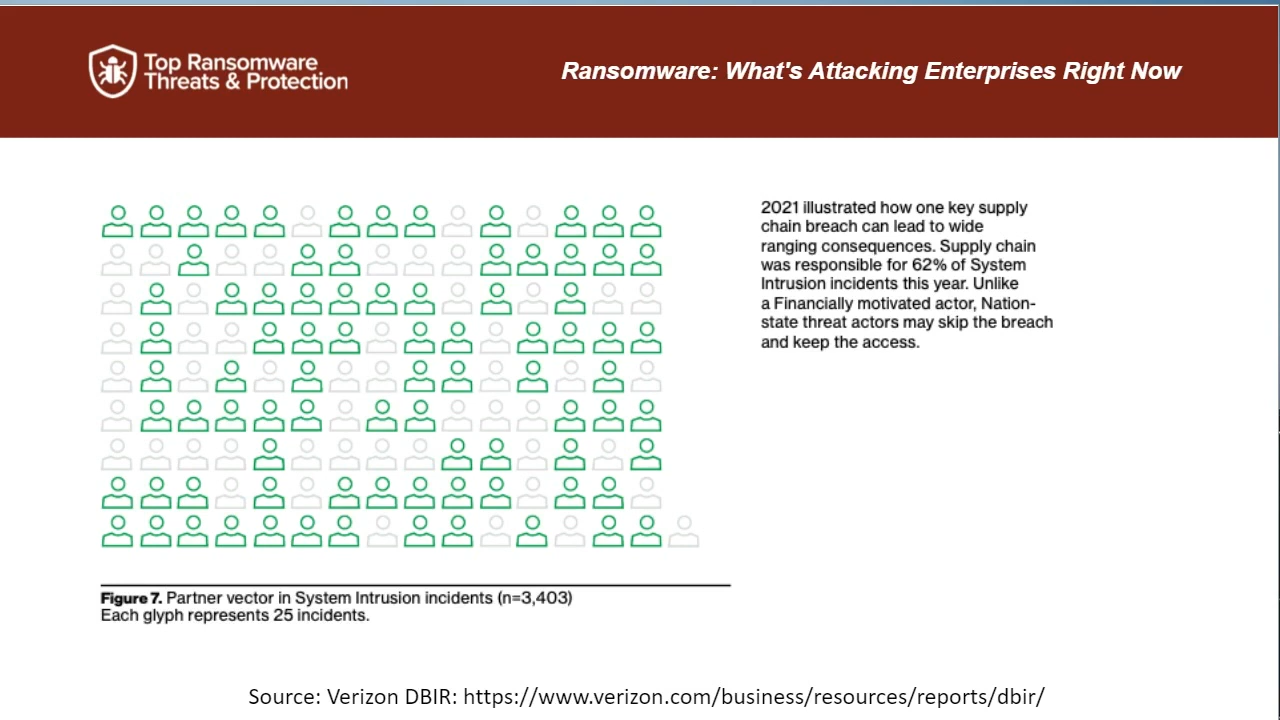 Top Ransomware
Threats & Protection
Ransomware: What's Attacking Enterprises Right Now
2021 illustrated how one key supply
chain breach can lead to wide
ranging consequences. Supply chain
was responsible for 62% of System
Intrusion incidents this year. Unlike
a Financially motivated actor, Nation-
state threat actors may skip the breach
and keep the access.
Figure 7. Partner vector in System Intrusion incidents (n=3,403)
Each glyph represents 25 incidents.
Source: Verizon DBIR: https://www.verizon.com/business/resources/reports/dbir/